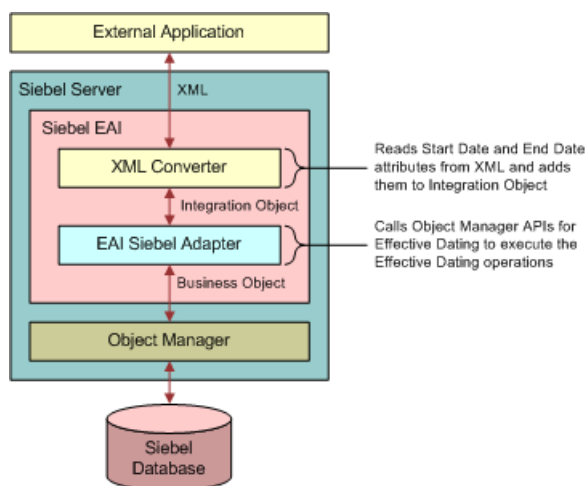 External Application
Siebel Server
XML
Siebel EAI
XML Converter
Reads Start Date and End Date
attributes from XML and adds
them to Integration Object
Integration Object
EAI Siebel Adapter
Calls Object Manager APIs for
Effective Dating to execute the
Effective Dating operations
Business Object
Object Manager
Siebel
Database